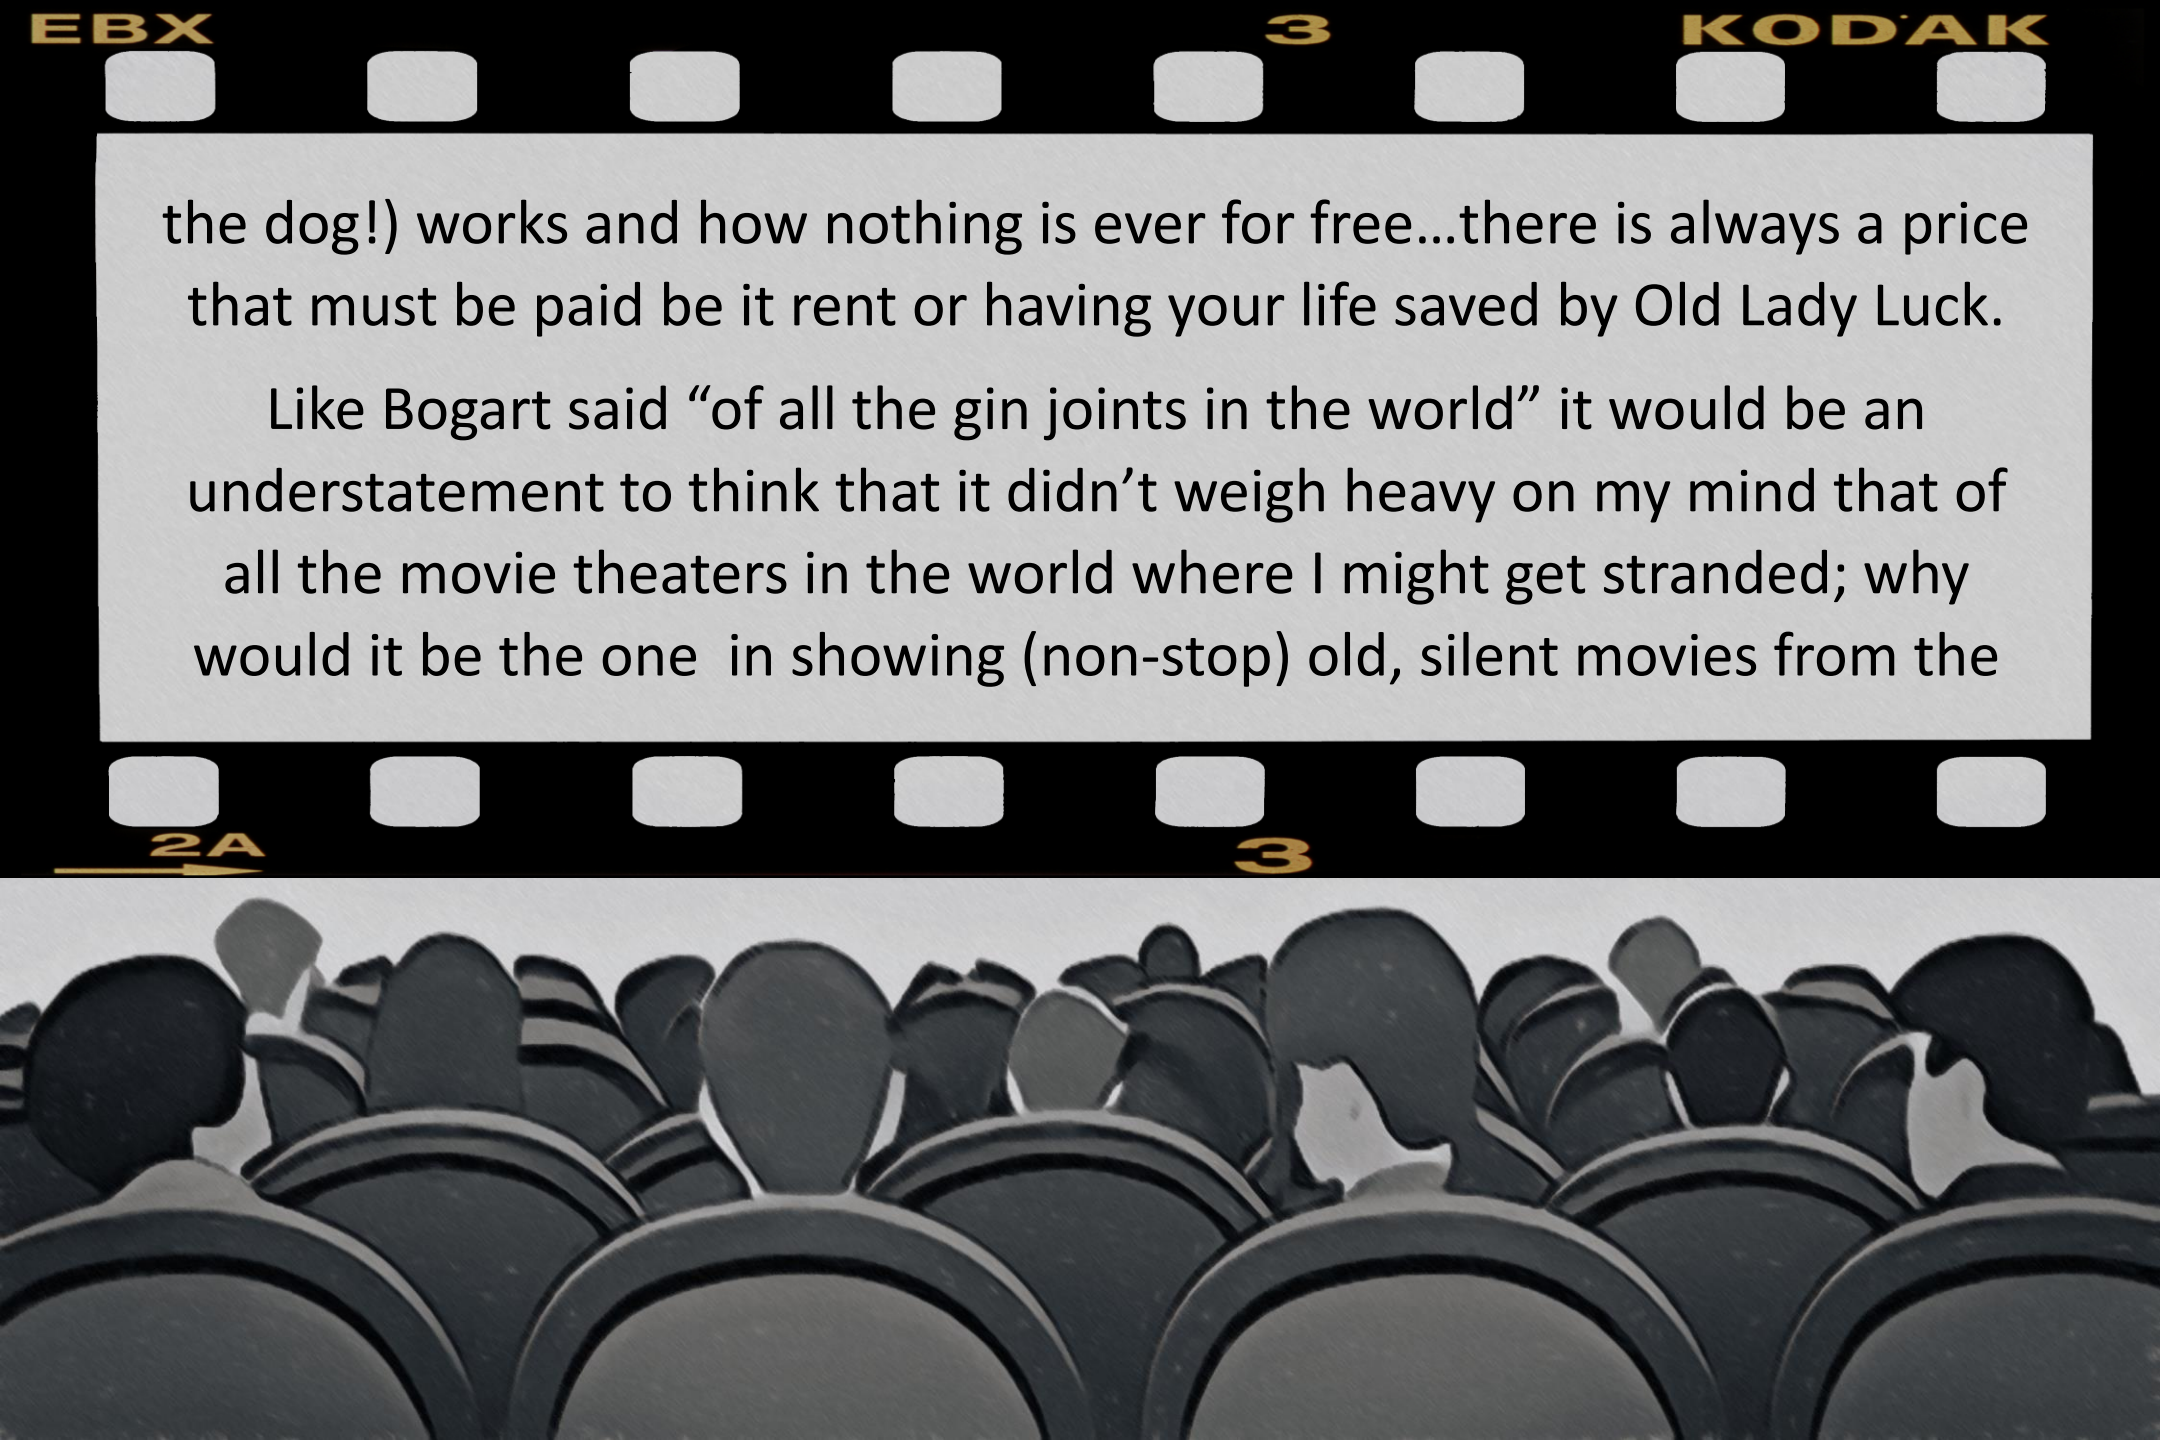 EBX 3 KODAK
the dog!) works and how nothing is ever for free…there is always a price
that must be paid be it rent or having your life saved by Old Lady Luck.
Like Bogart said “of all the gin joints in the world” it would be an
understatement to think that it didn’t weigh heavy on my mind that of
all the movie theaters in the world where I might get stranded; why
would it be the one  in showing (non-stop) old, silent movies from the
2A 3